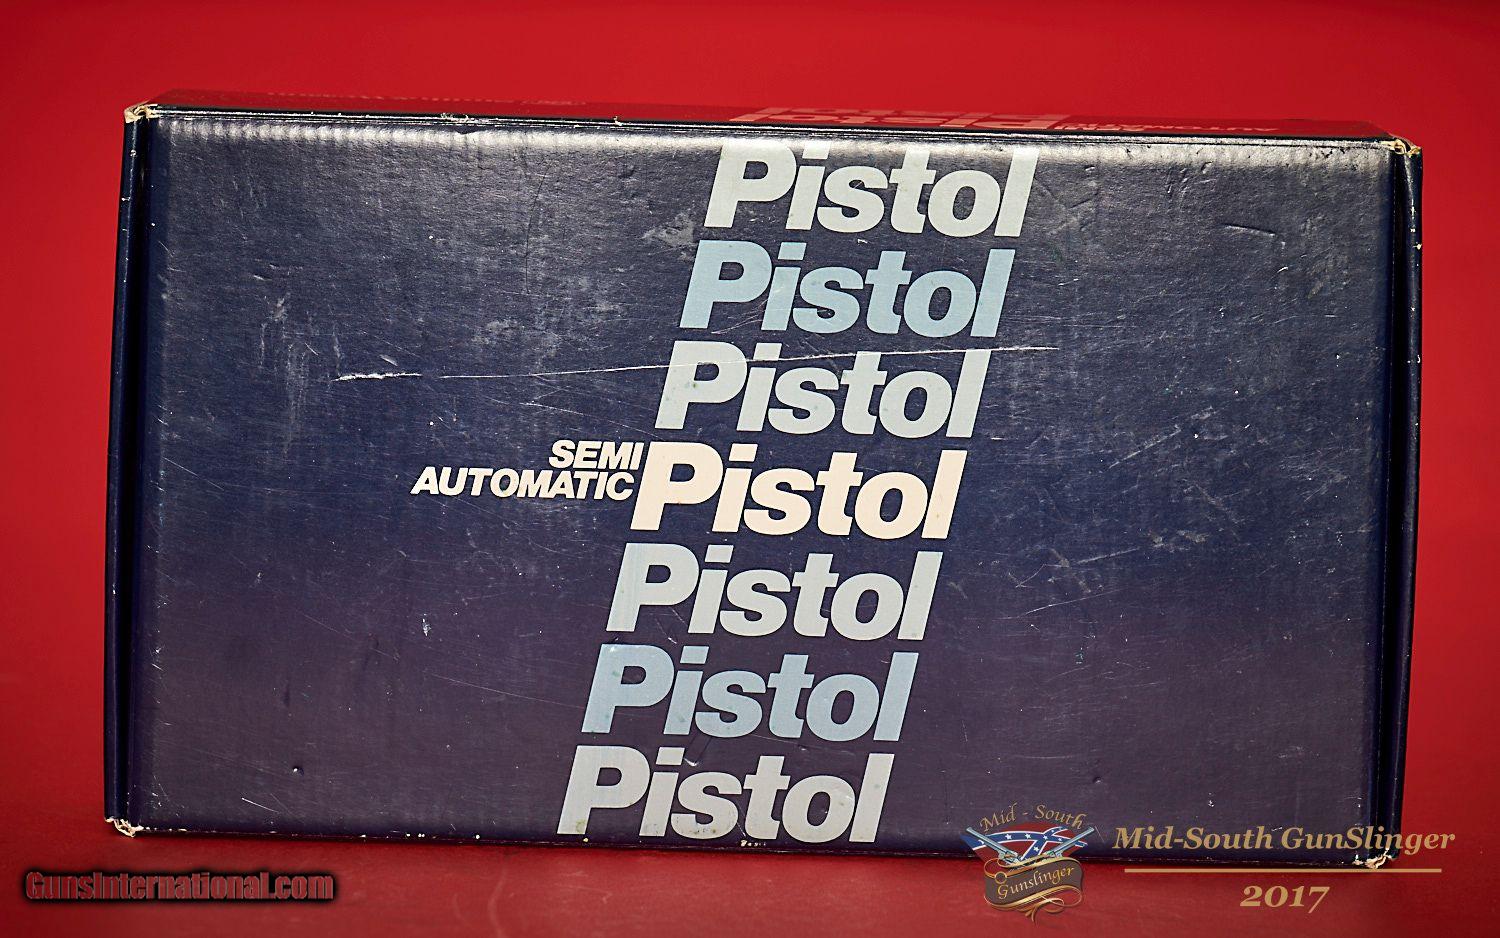 Pistol
Pistol
Pistol
SEMI
AUTOMATIC Pistol
Pistol
Pistol
Pistol
Mid - South
Gunslinger
Mid-South GunSlinger
2017
GunsInternational.com